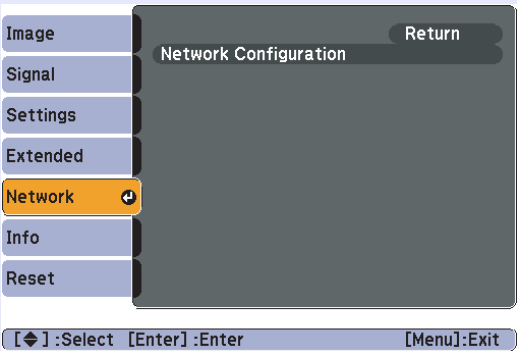 Image
Signal
Settings
Extended
Network
Info
Reset
Return
Network Configuration
[◆] :Select [Enter] :Enter [Menu]:Exit